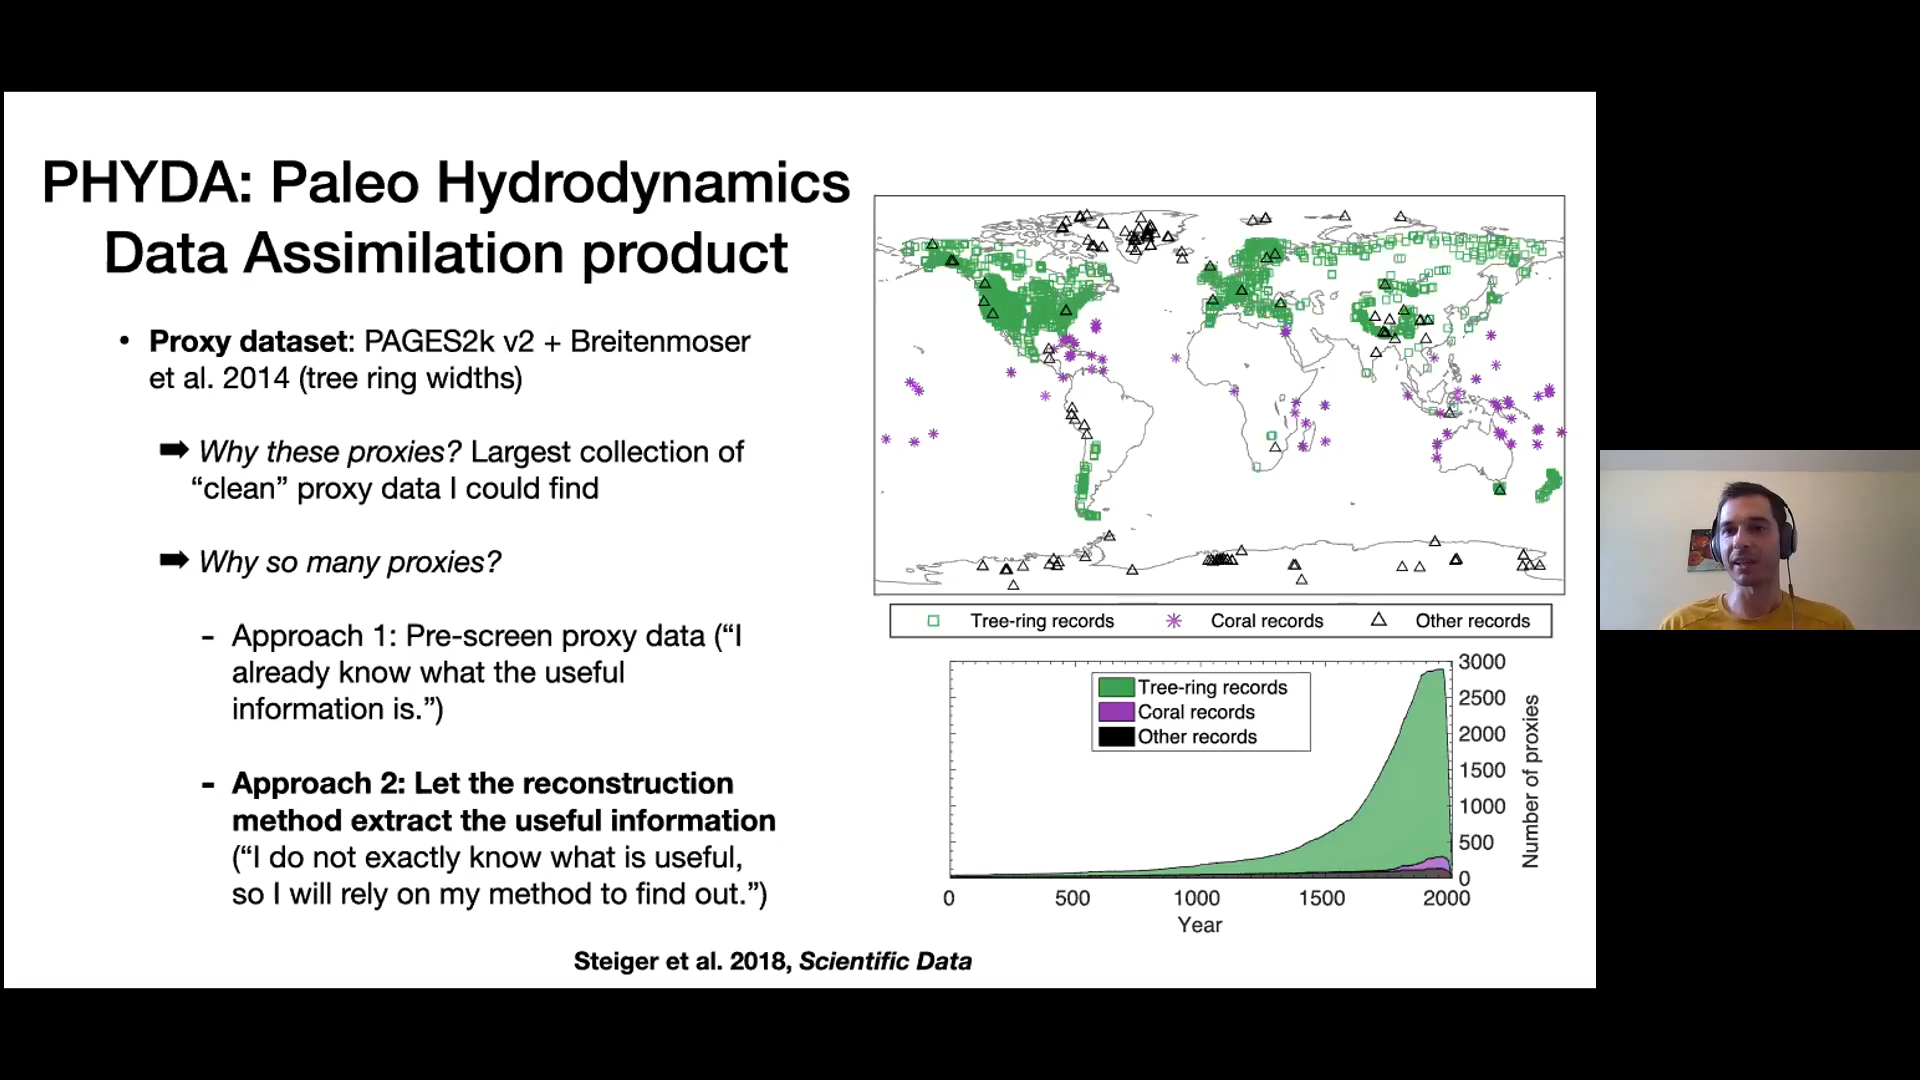 PHYDA: Paleo Hydrodynamics
Data Assimilation product
• Proxy dataset: PAGES2k v2 + Breitenmoser
et al. 2014 (tree ring widths)
➡ Why these proxies? Largest collection of
“clean” proxy data I could find
➡ Why so many proxies?
- Approach 1: Pre-screen proxy data (“I
already know what the useful
information is.”)
- Approach 2: Let the reconstruction
method extract the useful information
(“I do not exactly know what is useful,
so I will rely on my method to find out.”)
Tree-ring records Coral records Other records
Tree-ring records
Coral records
Other records
3000
2500
2000
1500
1000
500
0
Number of proxies
0 500 1000 1500 2000
Year
Steiger et al. 2018, Scientific Data